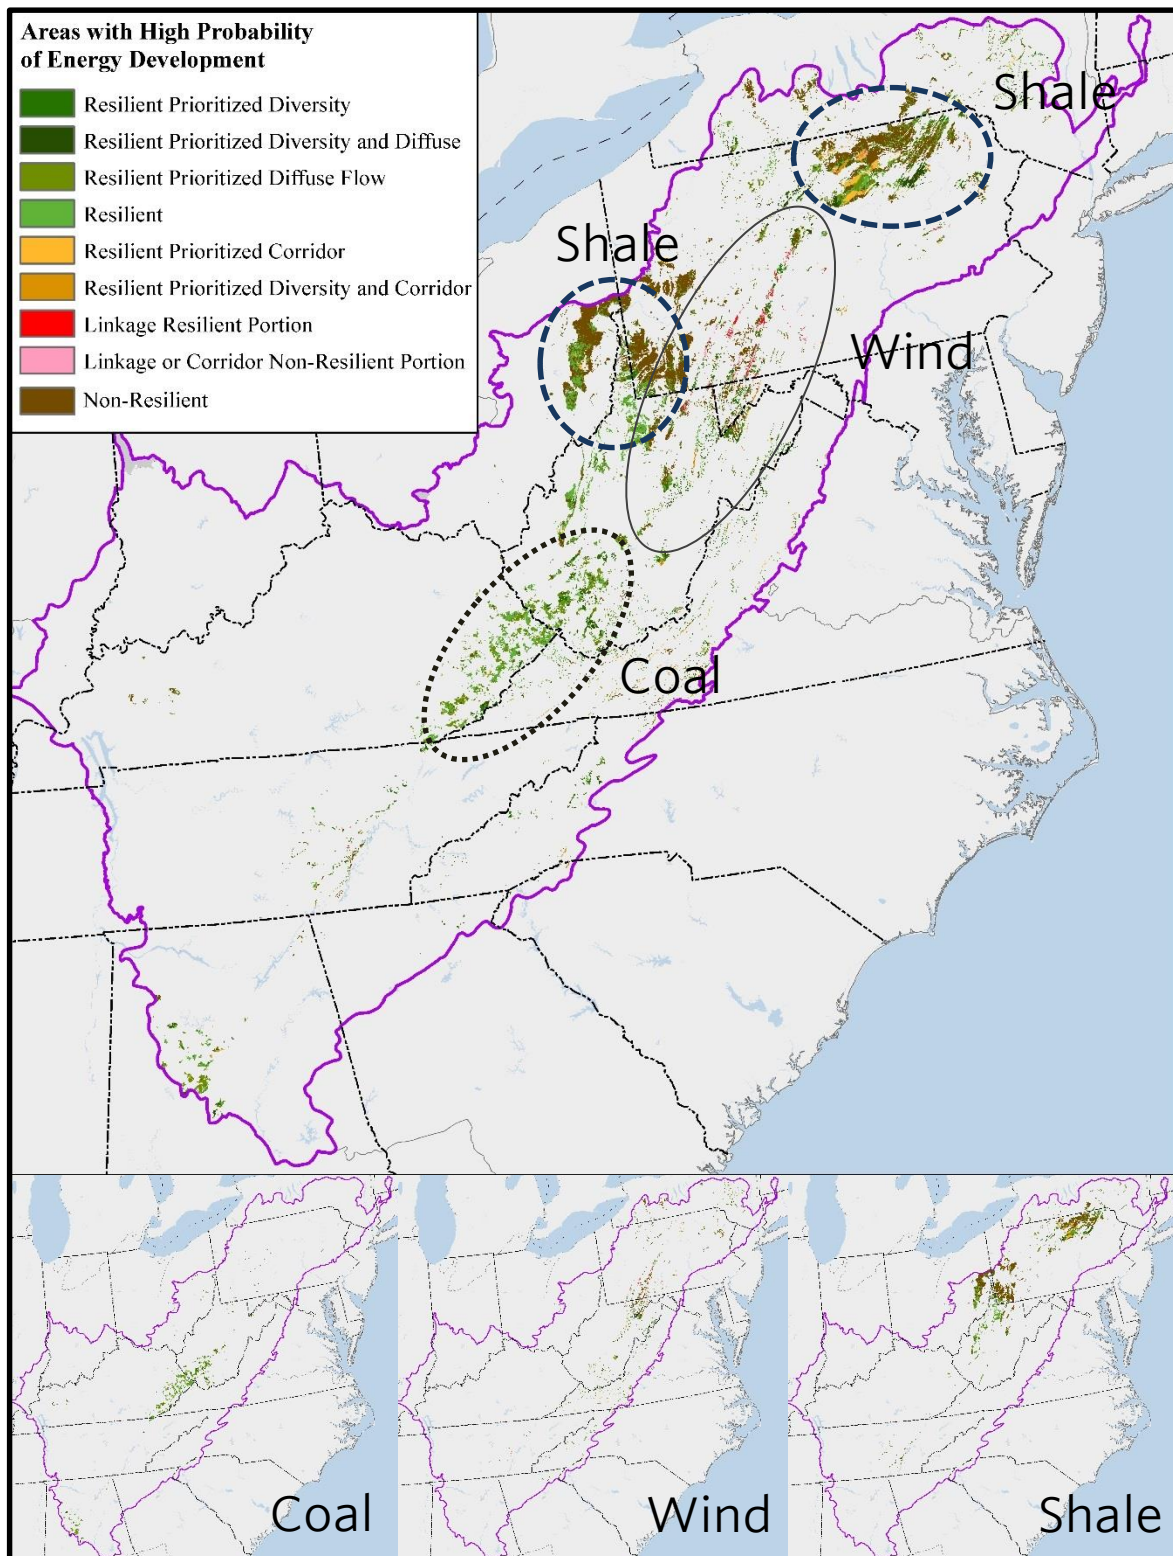 Areas with High Probability
of Energy Development
Resilient Prioritized Diversity
Resilient Prioritized Diversity and Diffuse
Resilient Prioritized Diffuse Flow
Resilient
Resilient Prioritized Corridor
Resilient Prioritized Diversity and Corridor
Linkage Resilient Portion
Linkage or Corridor Non-Resilient Portion
Non-Resilient
Shale
Shale
Wind
Coal
Coal
Wind
Shale